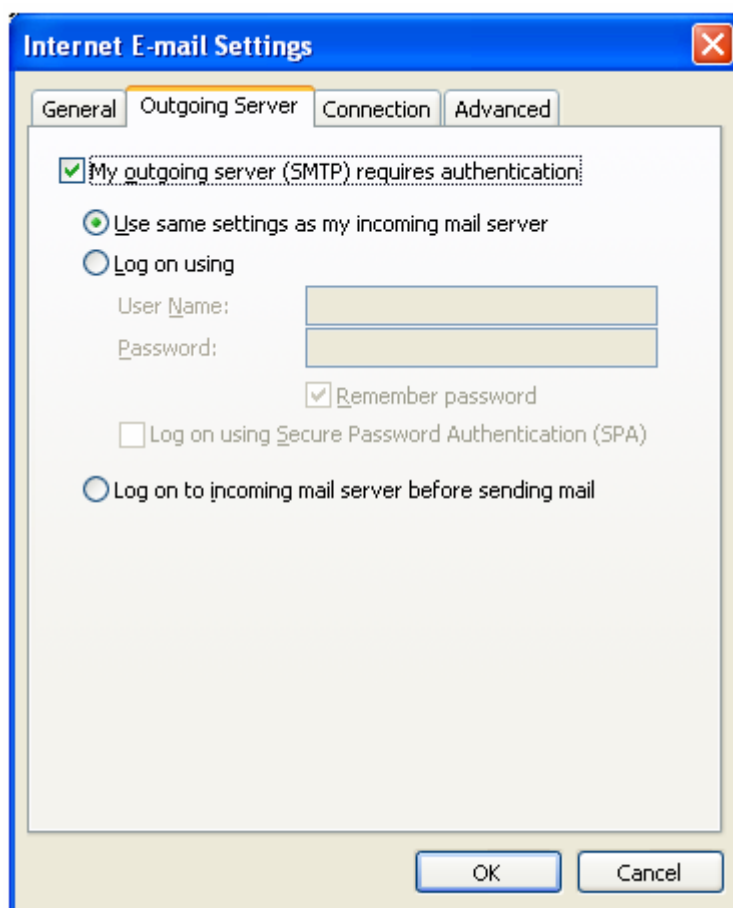 Internet E-mail Settings
General Outgoing Server Connection Advanced
My outgoing server (SMTP) requires authentication
Use same settings as my incoming mail server
Log on using
User Name:
Password:
Remember password
Log on using Secure Password Authentication (SPA)
Log on to incoming mail server before sending mail
OK Cancel